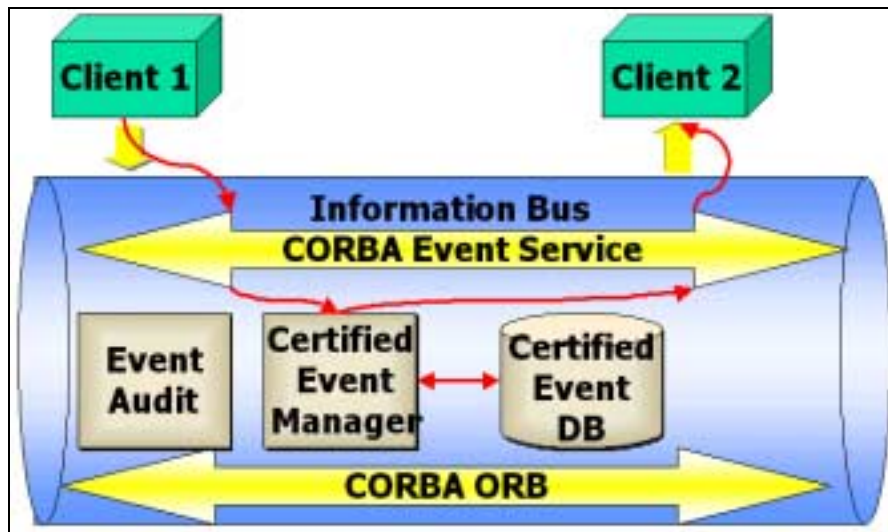 Client 1
Client 2
Information Bus
CORBA Event Service
Event
Audit
Certified
Event
Manager
Certified
Event
DB
CORBA ORB